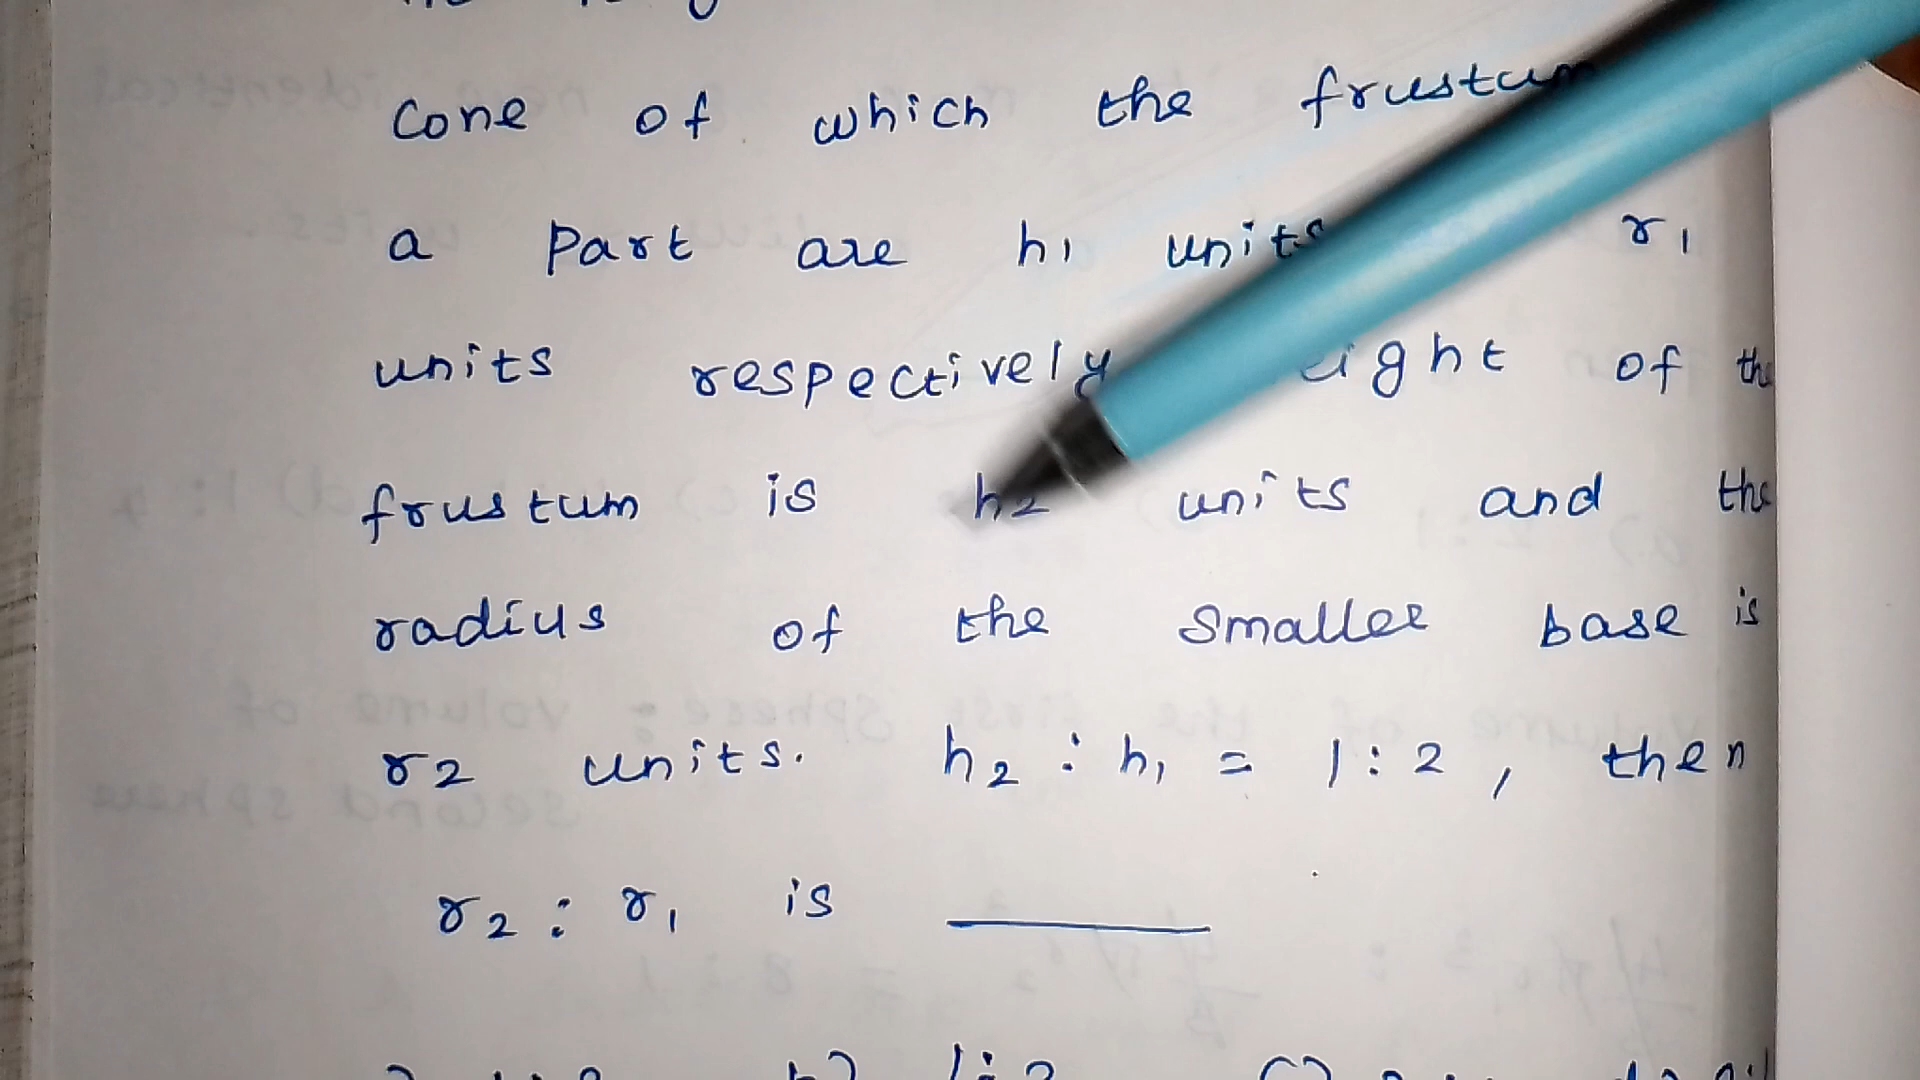 cone of which the frustum
a part are h1 units r1
units respectively of the
frustum is h2 units and the
radius of the smaller base is
r2 units. h2 : h1 = 1 : 2 , then
r2 : r1 is ______